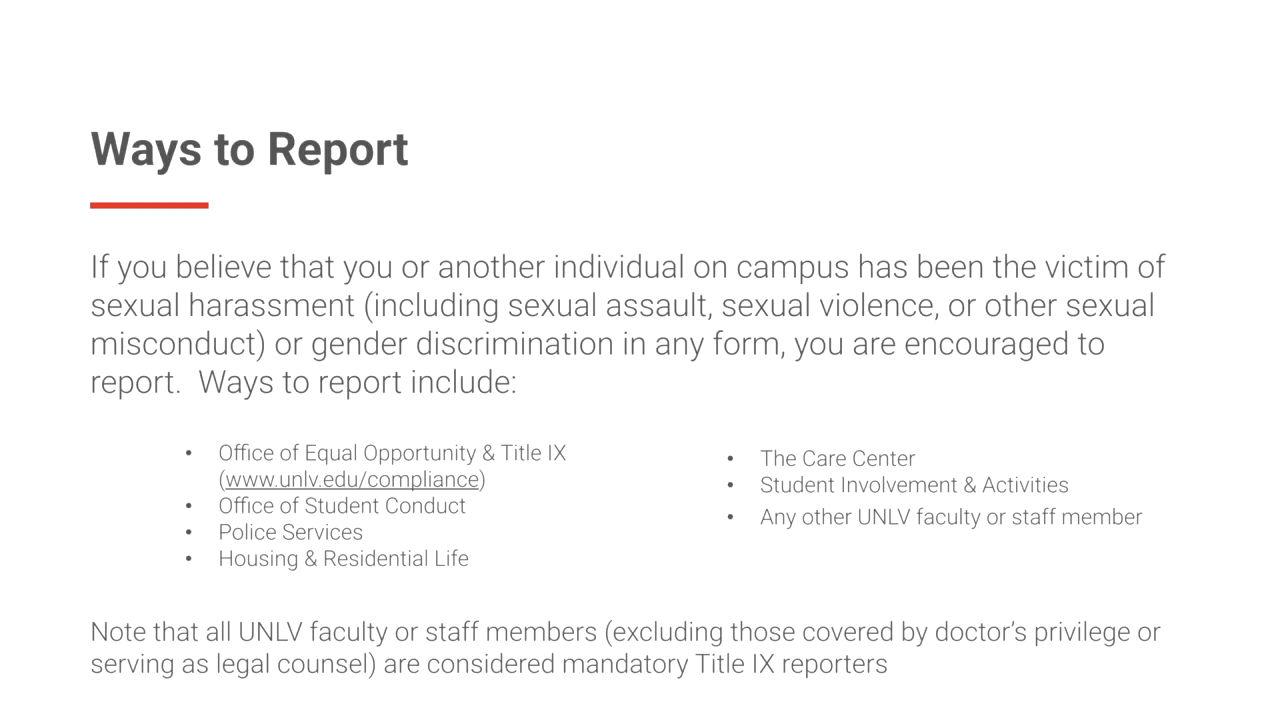 Ways to Report
If you believe that you or another individual on campus has been the victim of
sexual harassment (including sexual assault, sexual violence, or other sexual
misconduct) or gender discrimination in any form, you are encouraged to
report.  Ways to report include:
• Office of Equal Opportunity & Title IX
(www.unlv.edu/compliance)
• Office of Student Conduct
• Police Services
• Housing & Residential Life
• The Care Center
• Student Involvement & Activities
• Any other UNLV faculty or staff member
Note that all UNLV faculty or staff members (excluding those covered by doctor’s privilege or
serving as legal counsel) are considered mandatory Title IX reporters